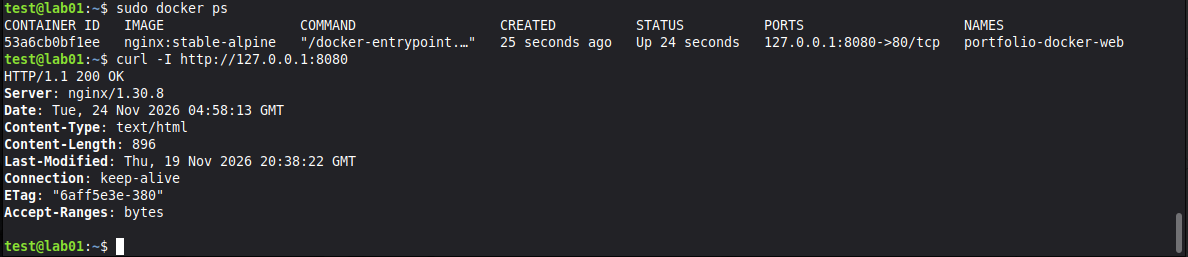 test@lab01:~$ sudo docker ps
CONTAINER ID   IMAGE                 COMMAND                  CREATED          STATUS          PORTS                    NAMES
53a6cb0bf1ee   nginx:stable-alpine   "/docker-entrypoint.…"   25 seconds ago   Up 24 seconds   127.0.0.1:8080->80/tcp   portfolio-docker-web
test@lab01:~$ curl -I http://127.0.0.1:8080
HTTP/1.1 200 OK
Server: nginx/1.30.8
Date: Tue, 24 Nov 2026 04:58:13 GMT
Content-Type: text/html
Content-Length: 896
Last-Modified: Thu, 19 Nov 2026 20:38:22 GMT
Connection: keep-alive
ETag: "6aff5e3e-380"
Accept-Ranges: bytes

test@lab01:~$